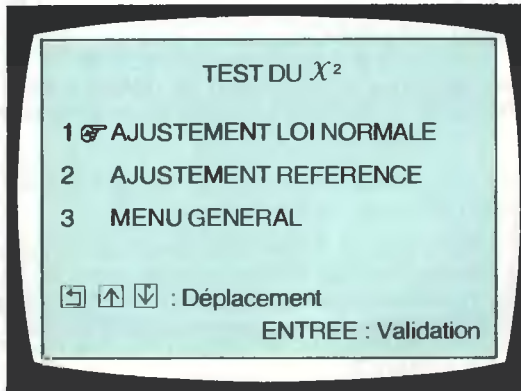 TEST DU χ²
1 ☞ AJUSTEMENT LOI NORMALE
2 AJUSTEMENT REFERENCE
3 MENU GENERAL
: Déplacement
ENTREE : Validation